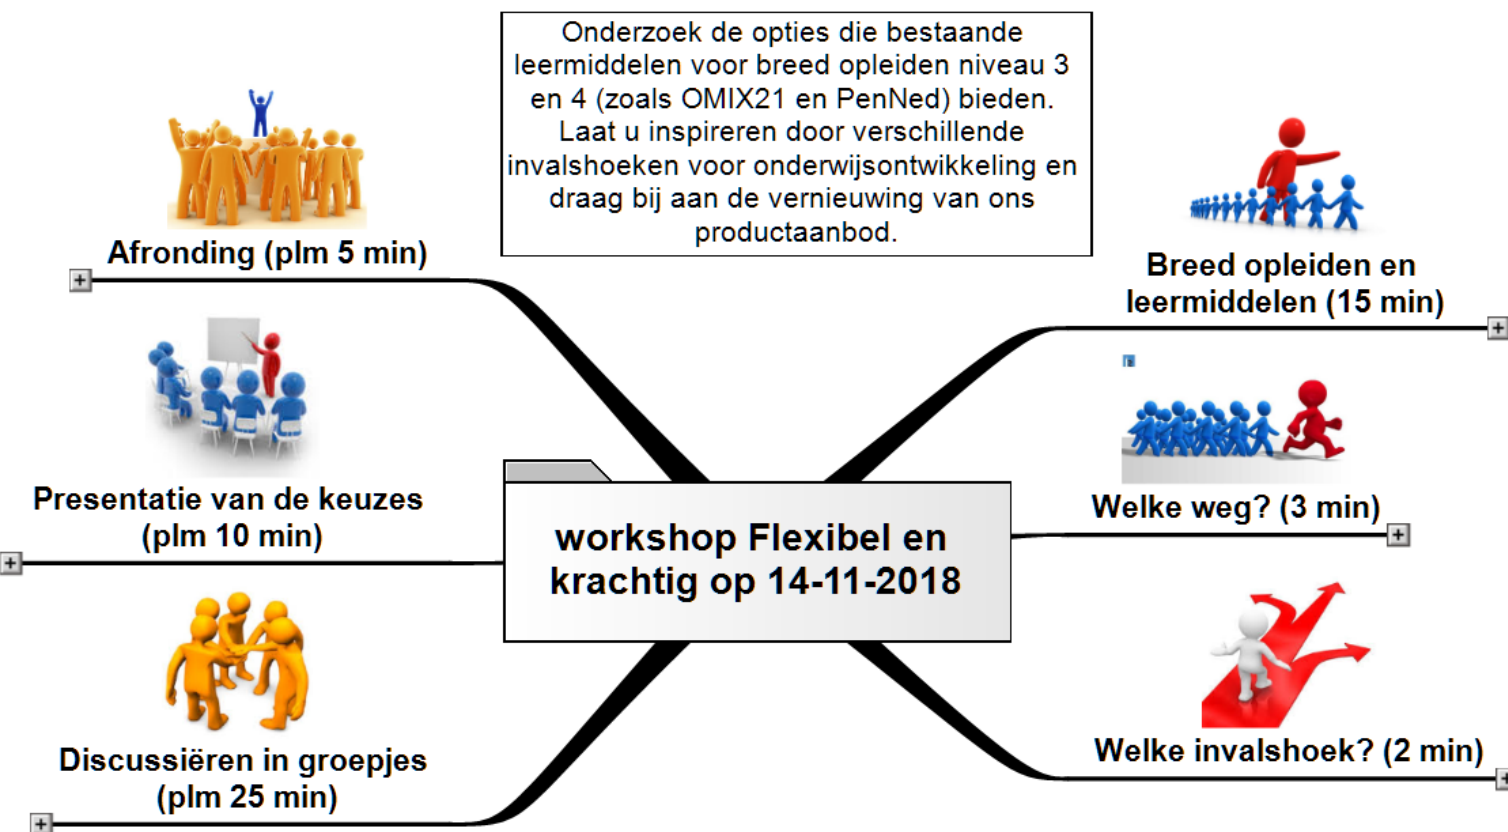 Onderzoek de opties die bestaande
leermiddelen voor breed opleiden niveau 3
en 4 (zoals OMIX21 en PenNed) bieden.
Laat u inspireren door verschillende
invalshoeken voor onderwijsontwikkeling en
draag bij aan de vernieuwing van ons
productaanbod.
workshop Flexibel en
krachtig op 14-11-2018
Breed opleiden en
leermiddelen (15 min)
Welke weg? (3 min)
Welke invalshoek? (2 min)
Discussiëren in groepjes
(plm 25 min)
Presentatie van de keuzes
(plm 10 min)
Afronding (plm 5 min)